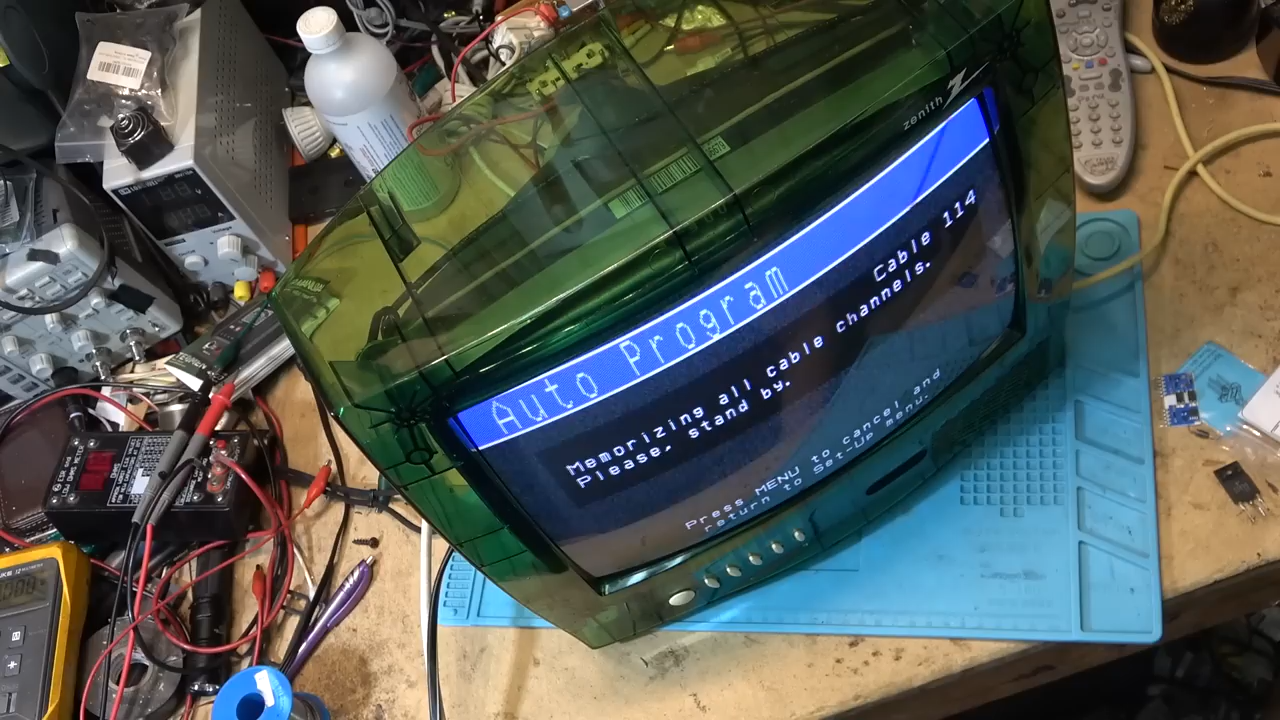 zenith
Auto Program
Cable 114
Memorizing all cable channels.
Please, stand by.
Press MENU to cancel and
return to Set-UP menu.